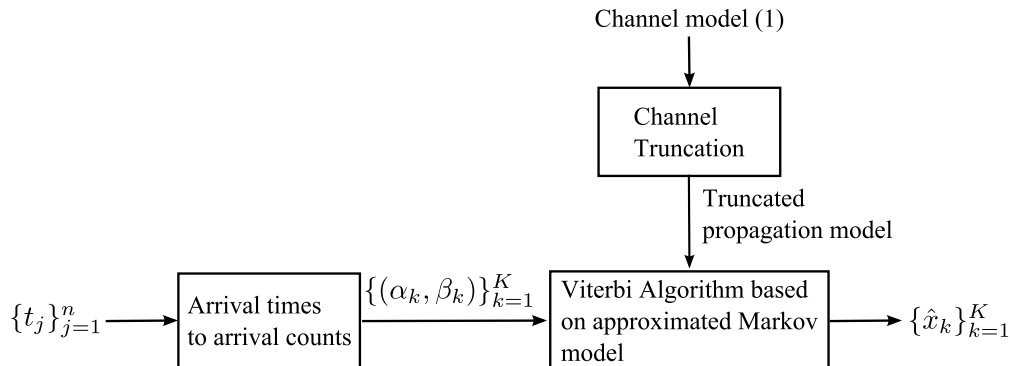 Channel model (1)
Channel
Truncation
Truncated
propagation model
{t_j}_{j=1}^n
Arrival times
to arrival counts
{(α_k, β_k)}_{k=1}^K
Viterbi Algorithm based
on approximated Markov
model
{x̂_k}_{k=1}^K